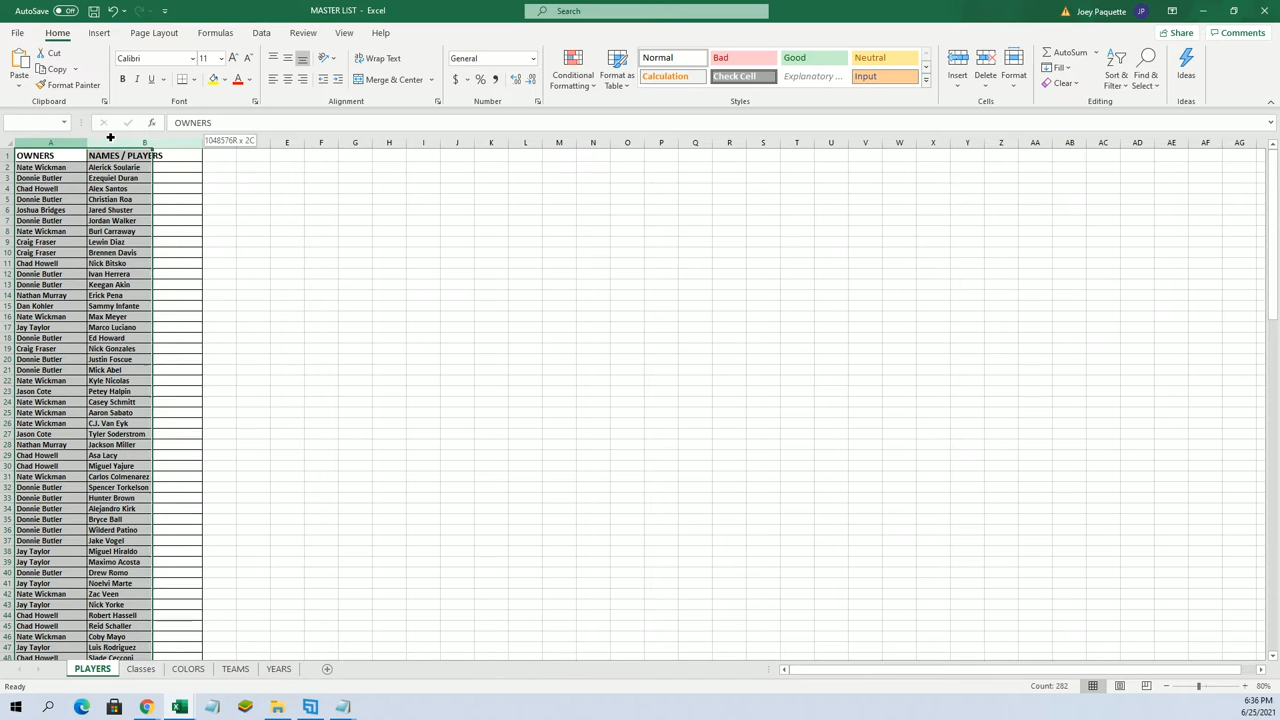 AutoSave Off MASTER LIST - Excel Search Joey Paquette JP
File Home Insert Page Layout Formulas Data Review View Help Share Comments
Paste Cut Copy Format Painter Clipboard
Calibri 11 B I U A A Font
Wrap Text Merge & Center Alignment
General $ % Number
Conditional Formatting Format as Table
Normal Bad Good Neutral
Calculation Check Cell Explanatory ... Input
Styles
Insert Delete Format Cells
AutoSum Fill Clear Sort & Filter Find & Select Editing
Ideas Ideas
fx OWNERS
A B 1048576R x 2C E F G H I J K L M N O P Q R S T U V W X Y Z AA AB AC AD AE AF AG
1 OWNERS NAMES / PLAYERS
2 Nate Wickman Alerick Soularie
3 Donnie Butler Ezequiel Duran
4 Chad Howell Alex Santos
5 Donnie Butler Christian Roa
6 Joshua Bridges Jared Shuster
7 Donnie Butler Jordan Walker
8 Nate Wickman Burl Carraway
9 Craig Fraser Lewin Diaz
10 Craig Fraser Brennen Davis
11 Chad Howell Nick Bitsko
12 Donnie Butler Ivan Herrera
13 Donnie Butler Keegan Akin
14 Nathan Murray Erick Pena
15 Dan Kohler Sammy Infante
16 Nate Wickman Max Meyer
17 Jay Taylor Marco Luciano
18 Donnie Butler Ed Howard
19 Craig Fraser Nick Gonzales
20 Donnie Butler Justin Foscue
21 Donnie Butler Mick Abel
22 Nate Wickman Kyle Nicolas
23 Jason Cote Petey Halpin
24 Nate Wickman Casey Schmitt
25 Nate Wickman Aaron Sabato
26 Nate Wickman C.J. Van Eyk
27 Jason Cote Tyler Soderstrom
28 Nathan Murray Jackson Miller
29 Chad Howell Asa Lacy
30 Chad Howell Miguel Yajure
31 Nate Wickman Carlos Colmenarez
32 Donnie Butler Spencer Torkelson
33 Donnie Butler Hunter Brown
34 Donnie Butler Alejandro Kirk
35 Donnie Butler Bryce Ball
36 Donnie Butler Wilderd Patino
37 Donnie Butler Jake Vogel
38 Jay Taylor Miguel Hiraldo
39 Jay Taylor Maximo Acosta
40 Donnie Butler Drew Romo
41 Jay Taylor Noelvi Marte
42 Nate Wickman Zac Veen
43 Jay Taylor Nick Yorke
44 Chad Howell Robert Hassell
45 Chad Howell Reid Schaller
46 Nate Wickman Coby Mayo
47 Jay Taylor Luis Rodriguez
48 Chad Howell Slade Cecconi
PLAYERS Classes COLORS TEAMS YEARS
Ready Count: 282 80%
6:36 PM
6/25/2021